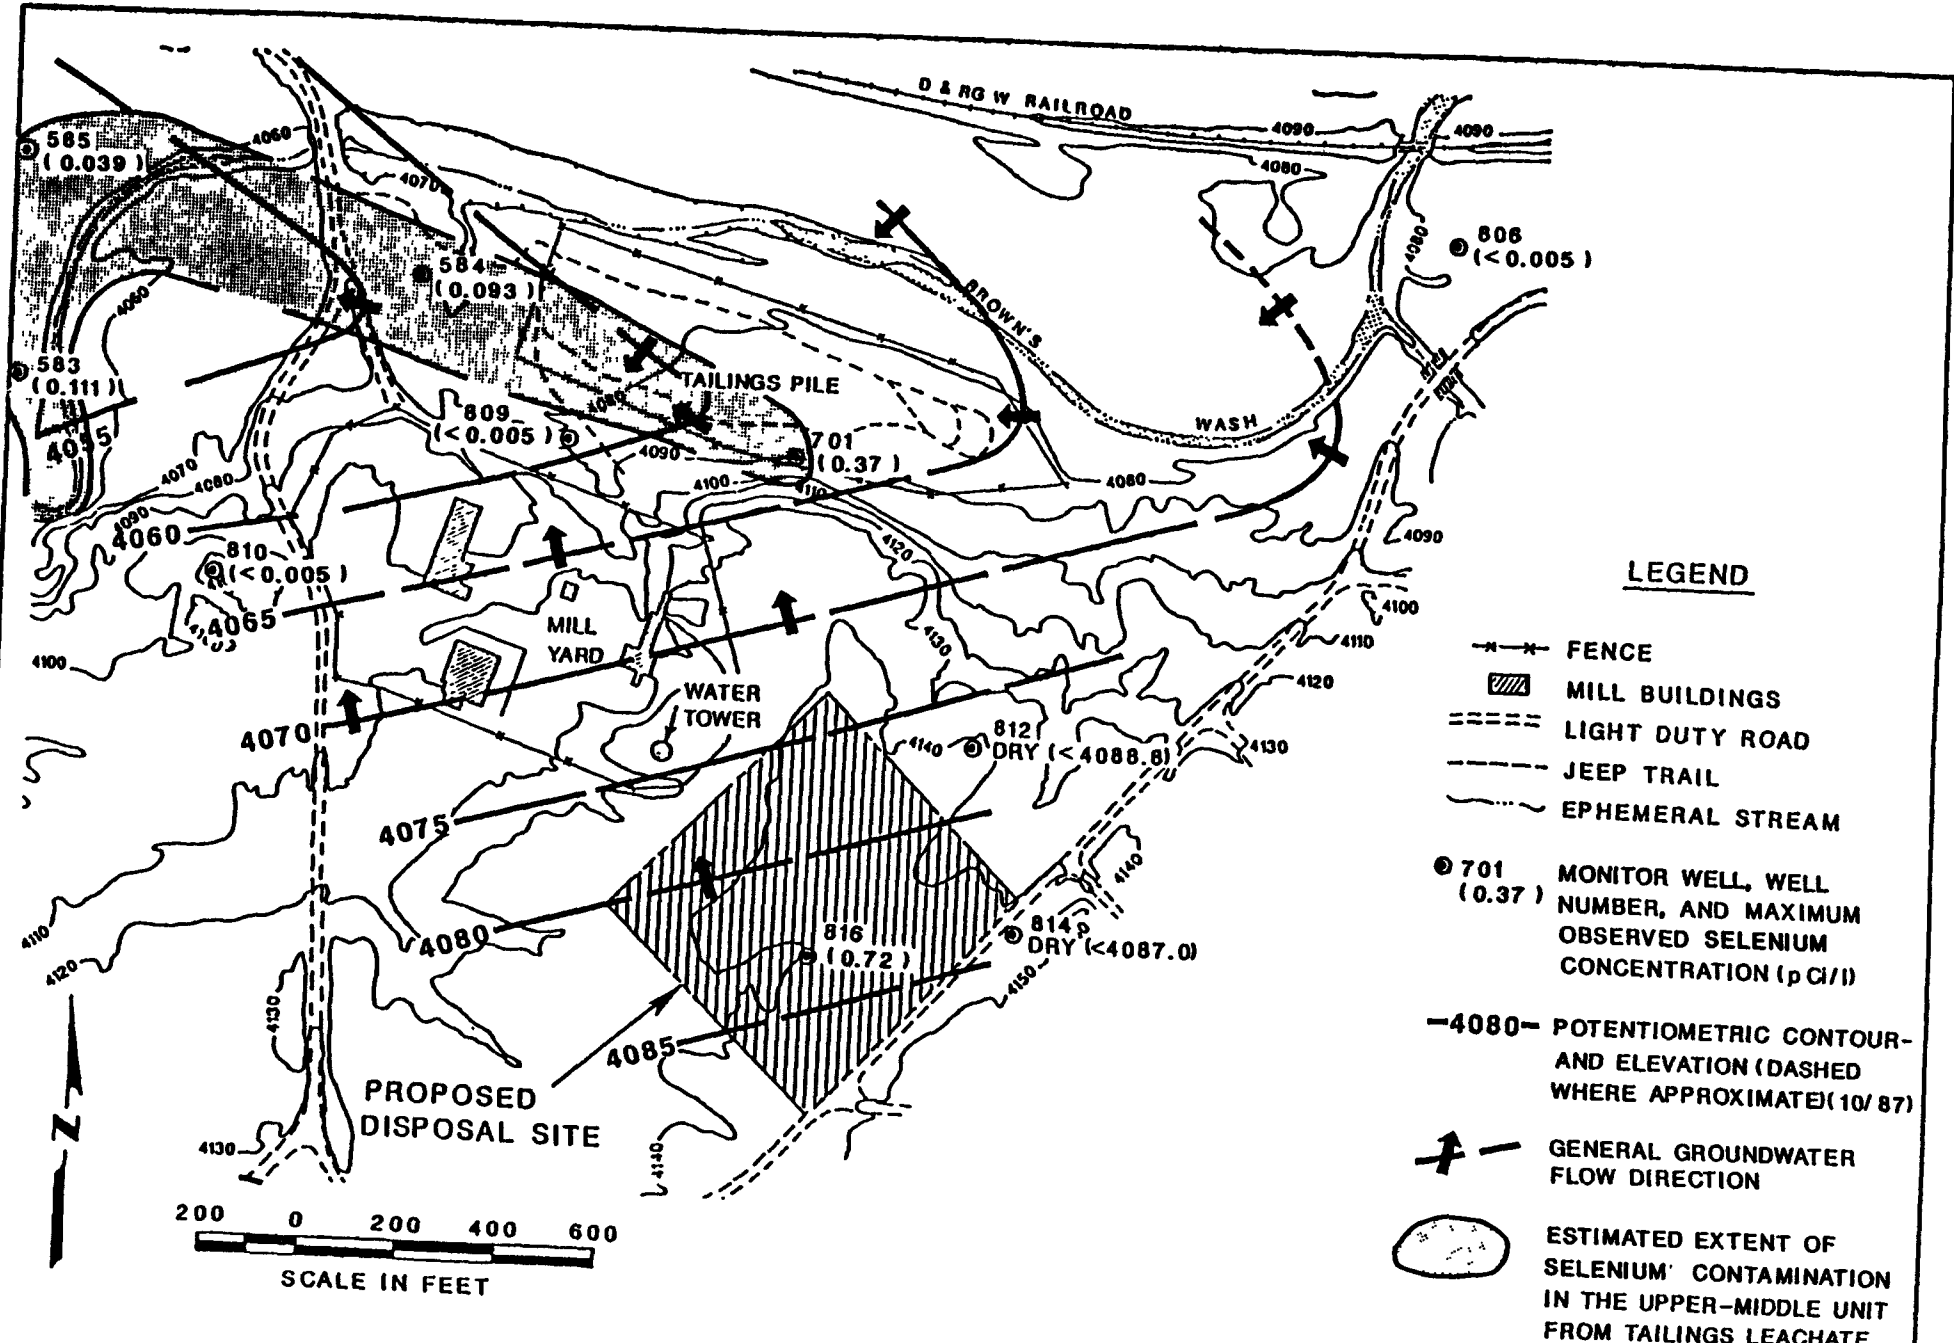 D & RG W RAILROAD
4090
4090
4080
4080
585
(0.039)
4060
4070
584
(0.093)
806
(<0.005)
BROWN'S
WASH
4060
583
(0.111)
4055
TAILINGS PILE
4080
809
(<0.005)
701
(0.37)
4090
4100
4110
4080
4070
4080
4090
4060
810
(<0.005)
4065
4100
4120
4090
4100
4110
4120
4130
4130
MILL
YARD
WATER
TOWER
4070
812
DRY (<4088.8)
4140
4075
4080
816
(0.72)
814
DRY (<4087.0)
4140
4150
4110
4120
4130
4085
PROPOSED
DISPOSAL SITE
4130
4140
N
200 0 200 400 600
SCALE IN FEET
LEGEND
FENCE
MILL BUILDINGS
LIGHT DUTY ROAD
JEEP TRAIL
EPHEMERAL STREAM
701
(0.37)
MONITOR WELL, WELL
NUMBER, AND MAXIMUM
OBSERVED SELENIUM
CONCENTRATION (pCi/l)
-4080-
POTENTIOMETRIC CONTOUR-
AND ELEVATION (DASHED
WHERE APPROXIMATE) (10/87)
GENERAL GROUNDWATER
FLOW DIRECTION
ESTIMATED EXTENT OF
SELENIUM CONTAMINATION
IN THE UPPER-MIDDLE UNIT
FROM TAILINGS LEACHATE